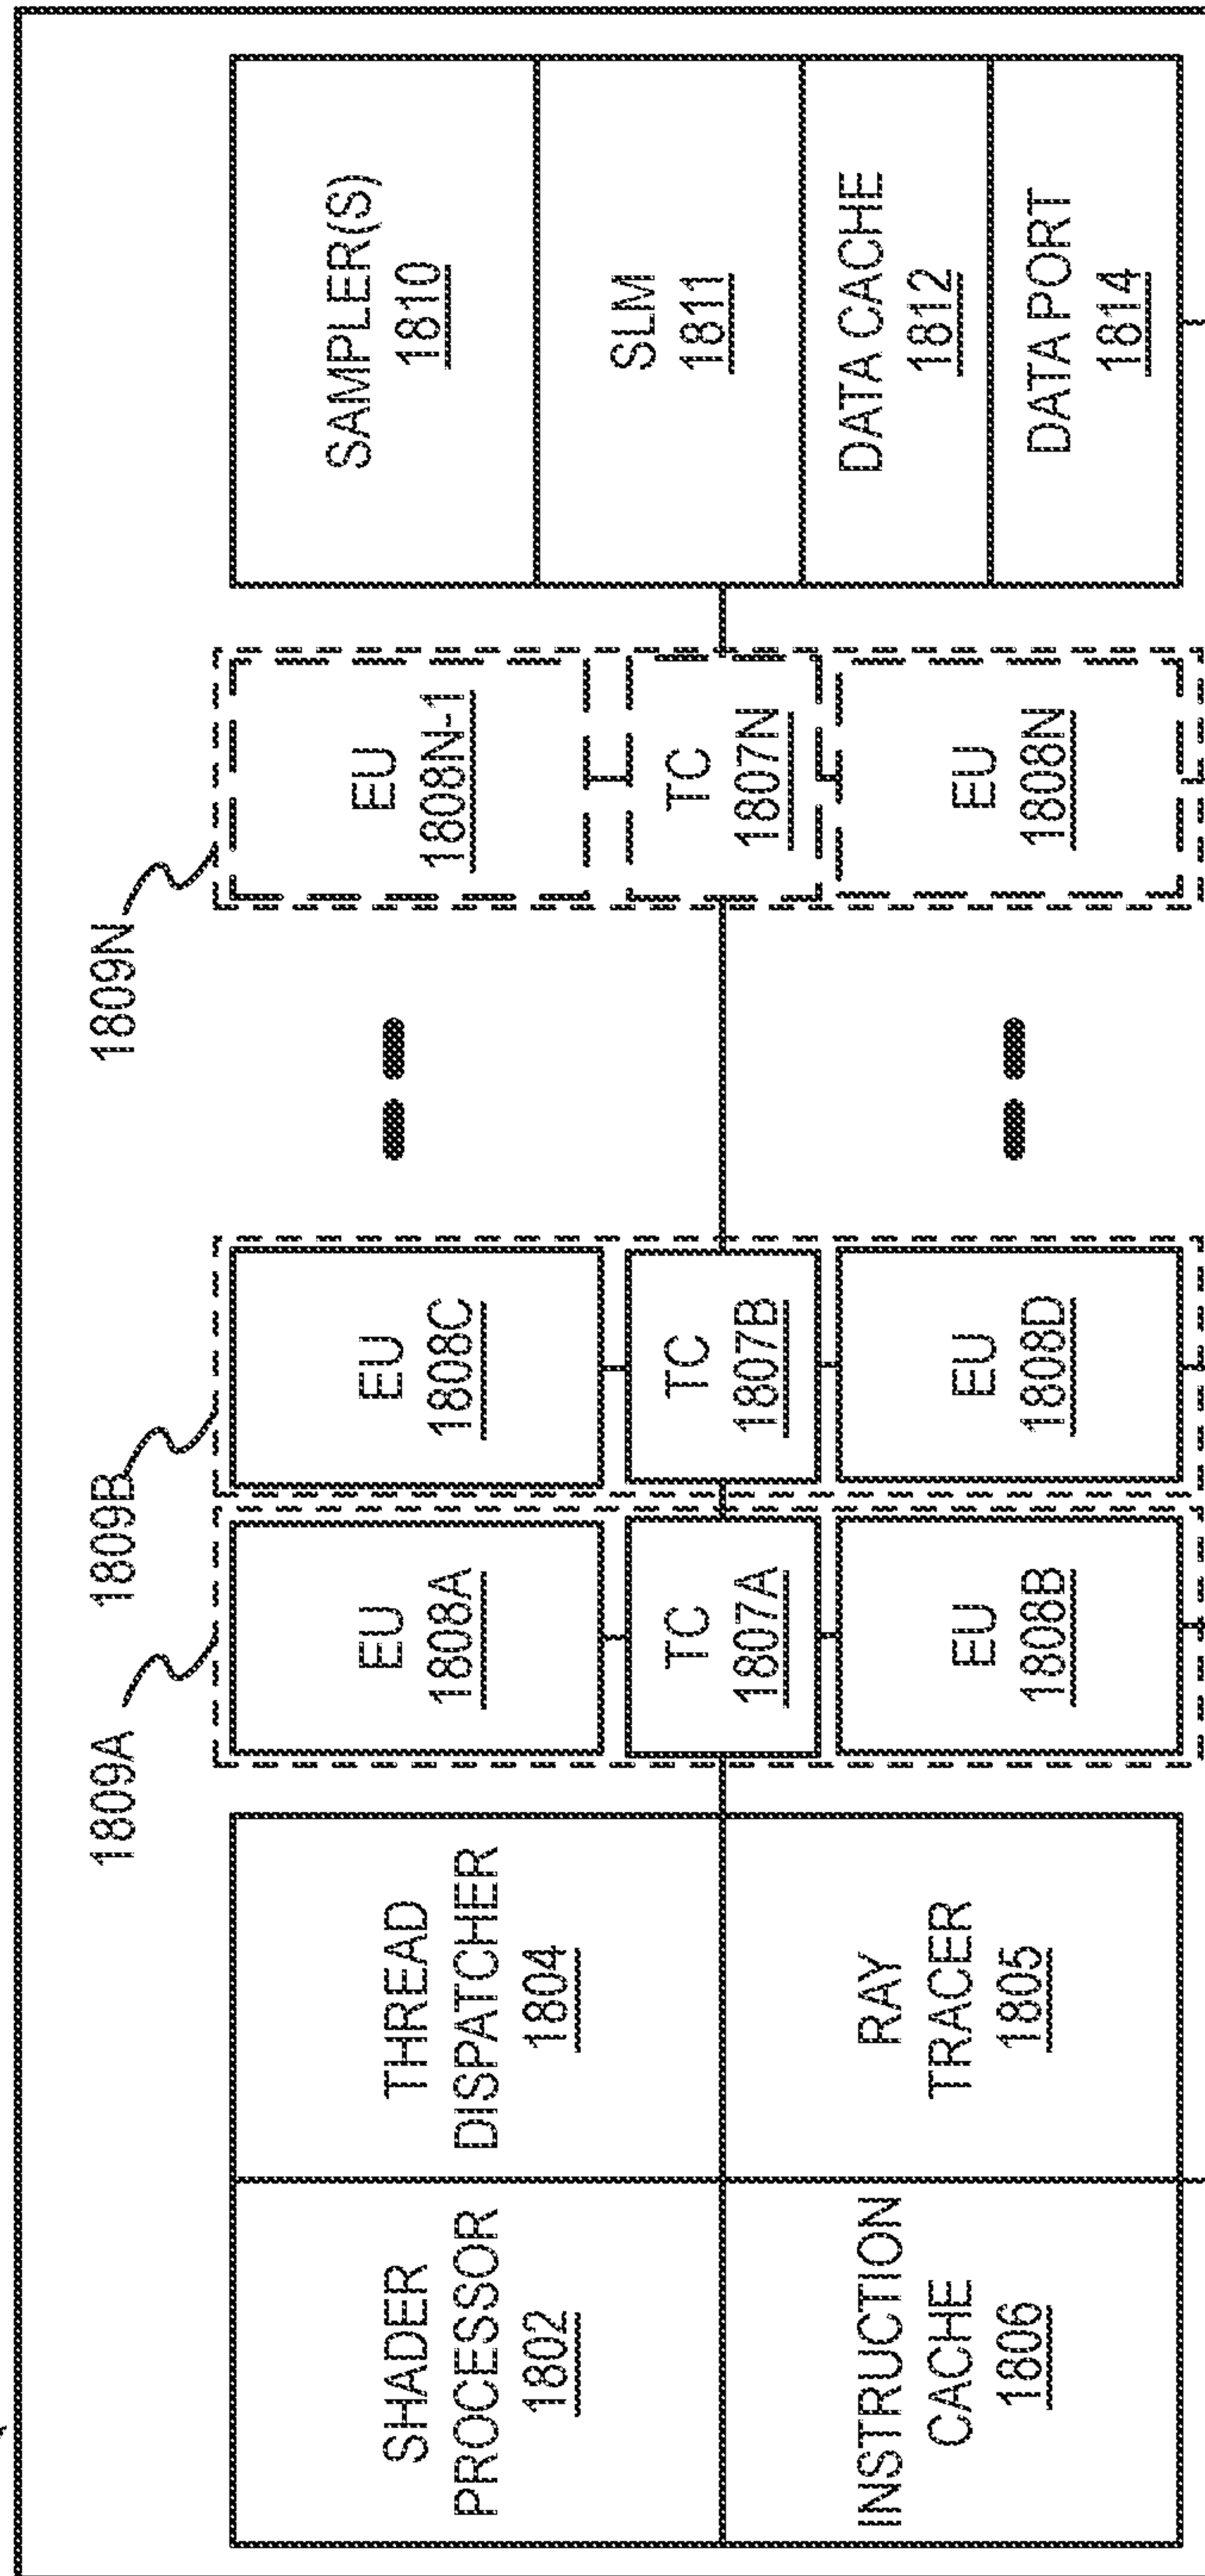 1809A
1809B
1809N
SHADER
PROCESSOR
1802
THREAD
DISPATCHER
1804
INSTRUCTION
CACHE
1806
RAY
TRACER
1805
EU
1808A
TC
1807A
EU
1808B
EU
1808C
TC
1807B
EU
1808D
EU
1808N-1
TC
1807N
EU
1808N
SAMPLER(S)
1810
SLM
1811
DATA CACHE
1812
DATA PORT
1814